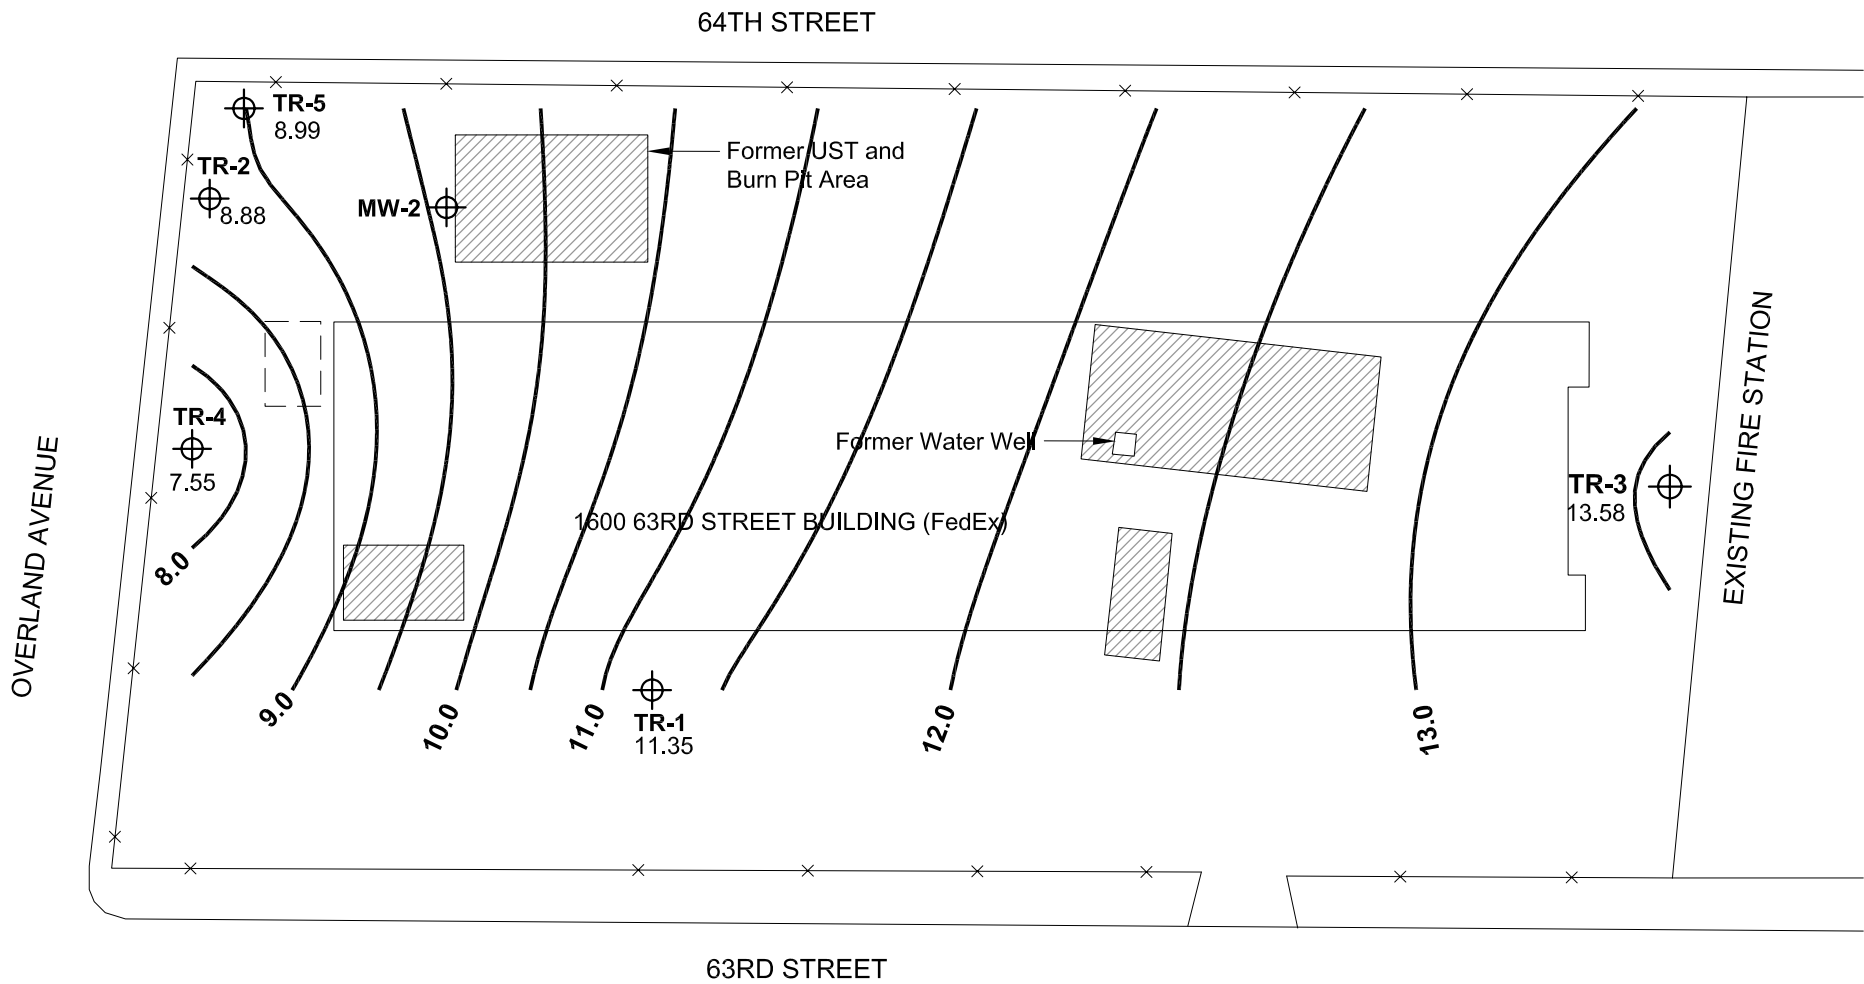 64TH STREET
TR-5
8.99
TR-2
8.88
MW-2
Former UST and
Burn Pit Area
TR-4
7.55
8.0
Former Water Well
1600 63RD STREET BUILDING (FedEx)
TR-3
13.58
OVERLAND AVENUE
EXISTING FIRE STATION
9.0
10.0
11.0
TR-1
11.35
12.0
13.0
63RD STREET